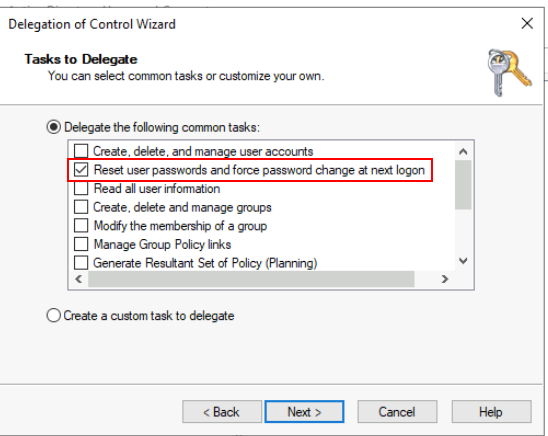 Delegation of Control Wizard
Tasks to Delegate
You can select common tasks or customize your own.
Delegate the following common tasks:
Create, delete, and manage user accounts
Reset user passwords and force password change at next logon
Read all user information
Create, delete and manage groups
Modify the membership of a group
Manage Group Policy links
Generate Resultant Set of Policy (Planning)
Create a custom task to delegate
< Back Next > Cancel Help